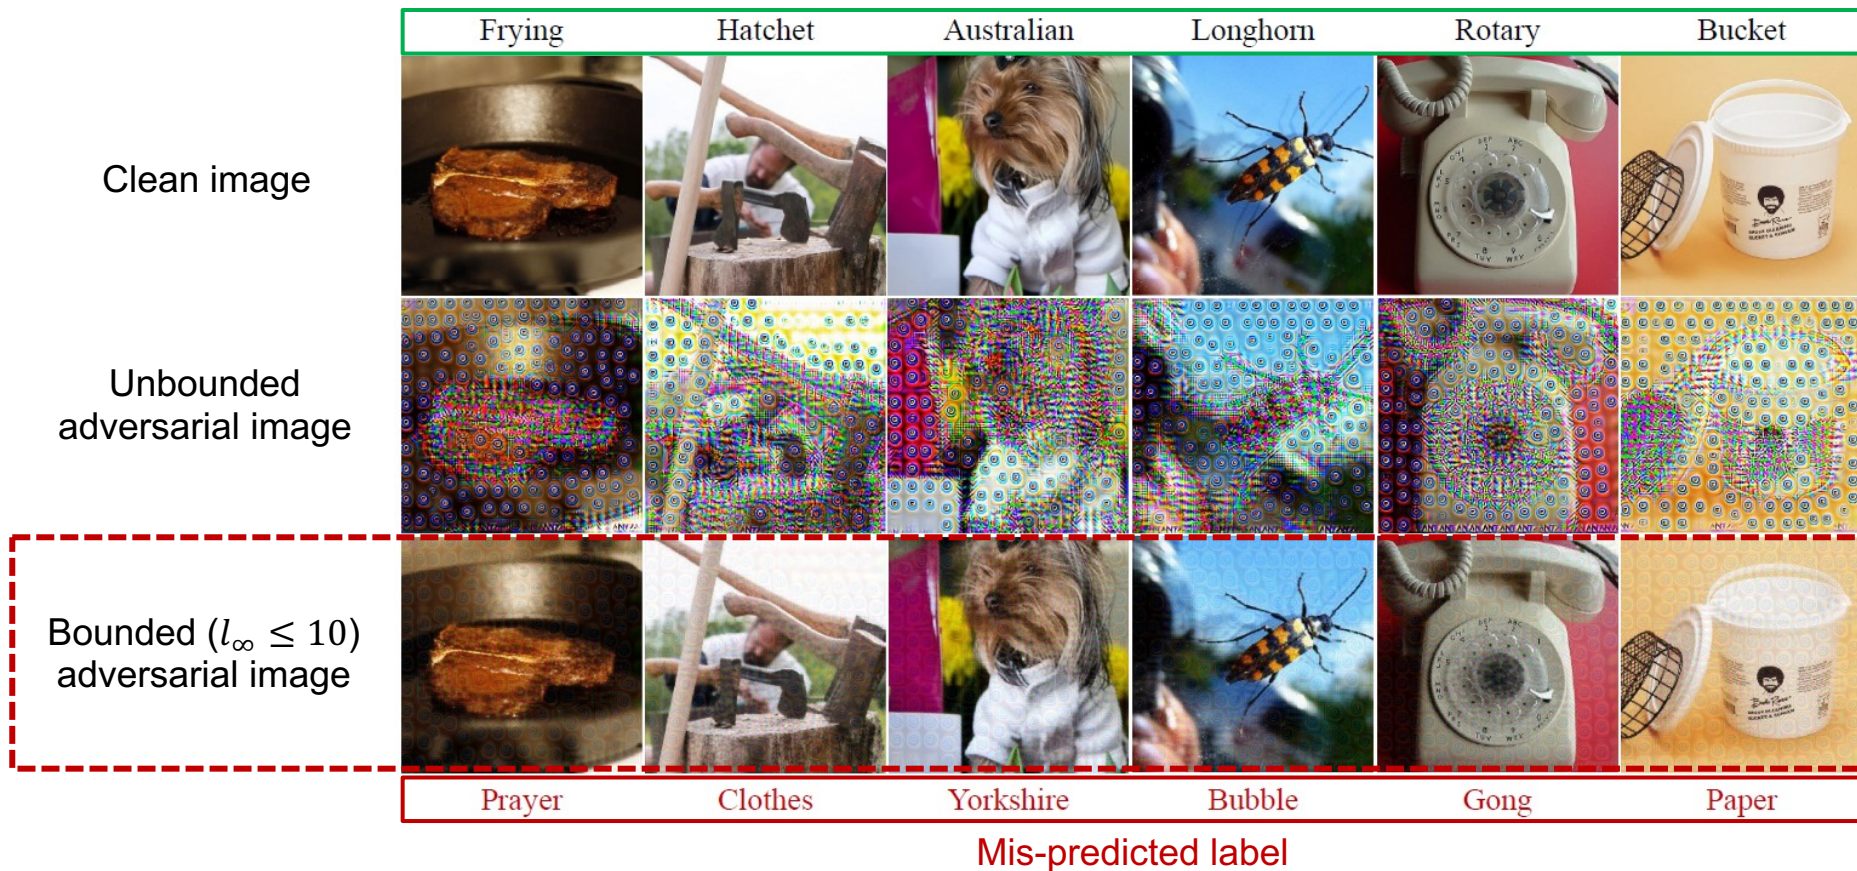 Frying Hatchet Australian Longhorn Rotary Bucket
Clean image
Unbounded
adversarial image
Bounded (𝑙∞ ≤ 10)
adversarial image
Prayer Clothes Yorkshire Bubble Gong Paper
Mis-predicted label